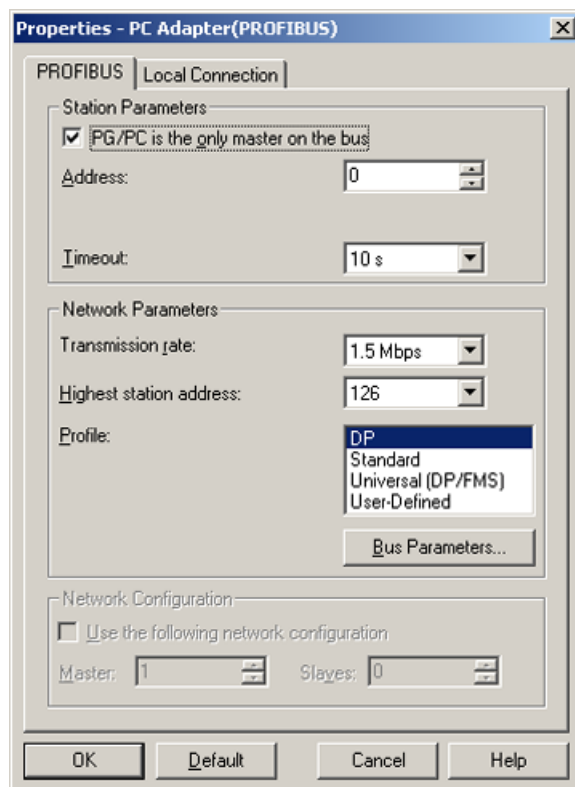 Properties - PC Adapter(PROFIBUS)
PROFIBUS Local Connection
Station Parameters
PG/PC is the only master on the bus
Address: 0
Timeout: 10 s
Network Parameters
Transmission rate: 1.5 Mbps
Highest station address: 126
Profile: DP
Standard
Universal (DP/FMS)
User-Defined
Bus Parameters...
Network Configuration
Use the following network configuration
Master: 1 Slaves: 0
OK Default Cancel Help